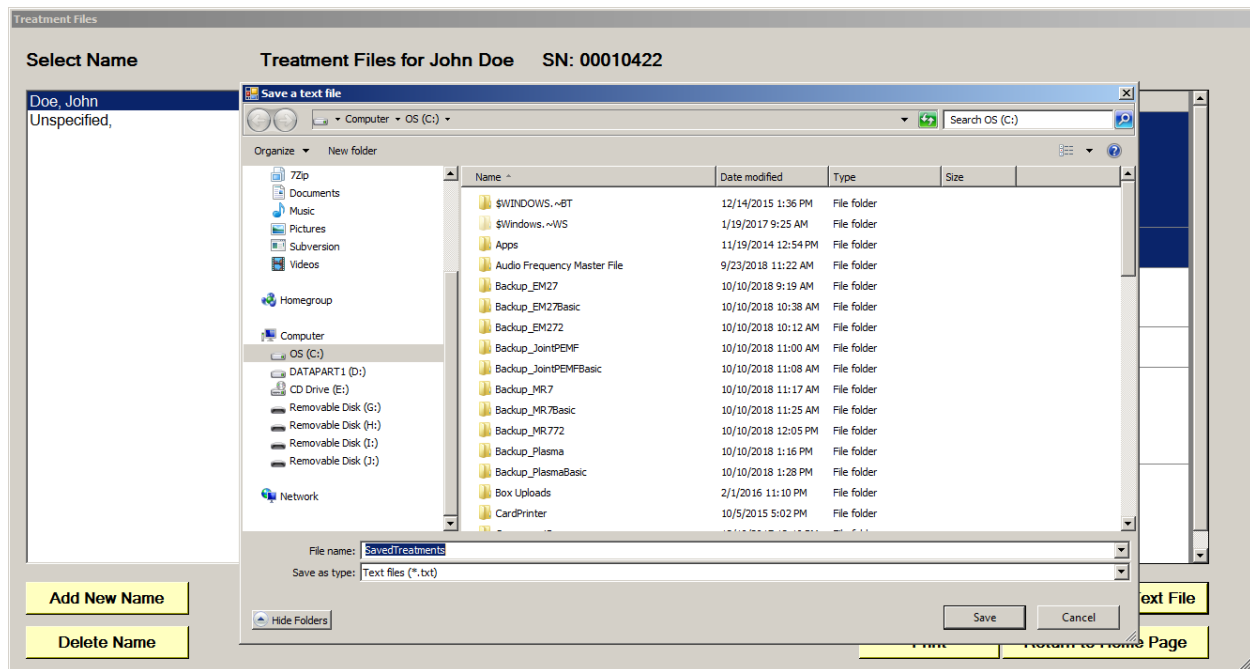 Treatment Files
Select Name
Treatment Files for John Doe SN: 00010422
Doe, John
Unspecified,
Save a text file
Computer OS (C:)
Search OS (C:)
Organize New folder
7Zip
Documents
Music
Pictures
Subversion
Videos
Homegroup
Computer
OS (C:)
DATAPART1 (D:)
CD Drive (E:)
Removable Disk (G:)
Removable Disk (H:)
Removable Disk (I:)
Removable Disk (J:)
Network
Name Date modified Type Size
$WINDOWS.~BT 12/14/2015 1:36 PM File folder
$Windows.~WS 1/19/2017 9:25 AM File folder
Apps 11/19/2014 12:54 PM File folder
Audio Frequency Master File 9/23/2018 11:22 AM File folder
Backup_EM27 10/10/2018 9:19 AM File folder
Backup_EM27Basic 10/10/2018 10:38 AM File folder
Backup_EM272 10/10/2018 10:12 AM File folder
Backup_JointPEMF 10/10/2018 11:00 AM File folder
Backup_JointPEMFBasic 10/10/2018 11:08 AM File folder
Backup_MR7 10/10/2018 11:17 AM File folder
Backup_MR7Basic 10/10/2018 11:25 AM File folder
Backup_MR772 10/10/2018 12:05 PM File folder
Backup_Plasma 10/10/2018 1:16 PM File folder
Backup_PlasmaBasic 10/10/2018 1:28 PM File folder
Box Uploads 2/1/2016 11:10 PM File folder
CardPrinter 10/5/2015 5:02 PM File folder
File name: SavedTreatments
Save as type: Text files (*.txt)
Hide Folders
Save Cancel
Add New Name
ext File
Delete Name
Print
Return to Home Page